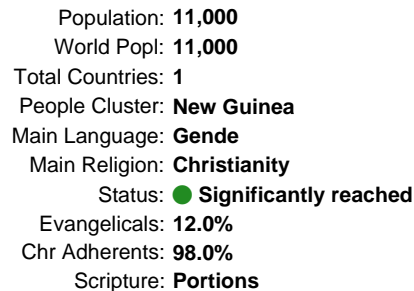 Population: 11,000
World Popl: 11,000
Total Countries: 1
People Cluster: New Guinea
Main Language: Gende
Main Religion: Christianity
Status: Significantly reached
Evangelicals: 12.0%
Chr Adherents: 98.0%
Scripture: Portions